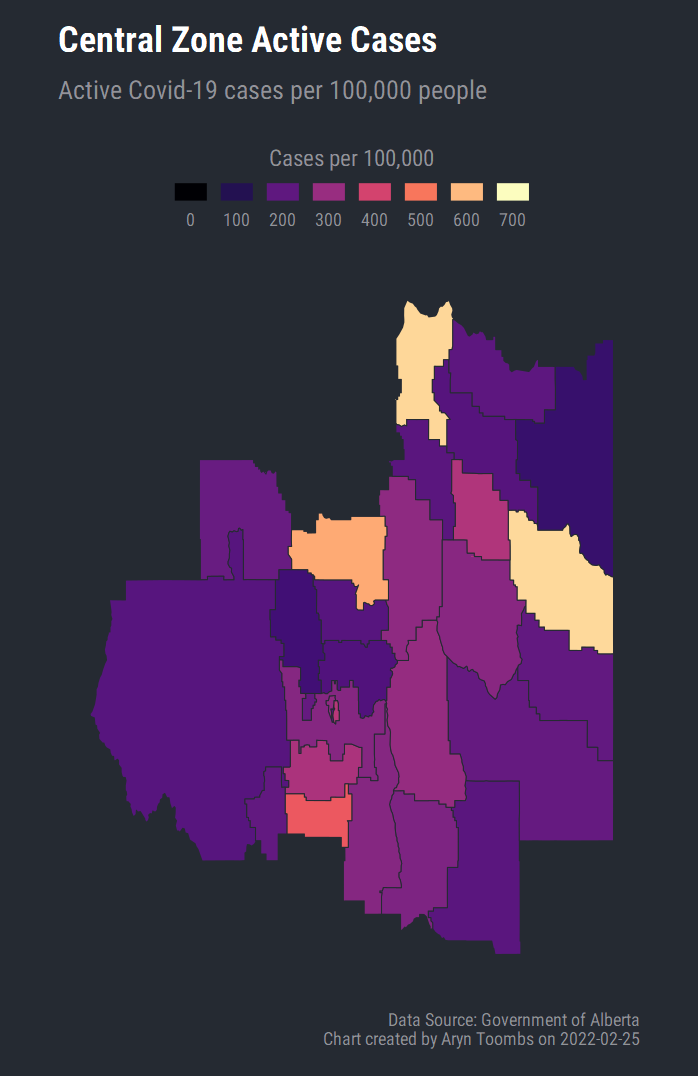 Central Zone Active Cases
Active Covid-19 cases per 100,000 people
Cases per 100,000
0 100 200 300 400 500 600 700
Data Source: Government of Alberta
Chart created by Aryn Toombs on 2022-02-25